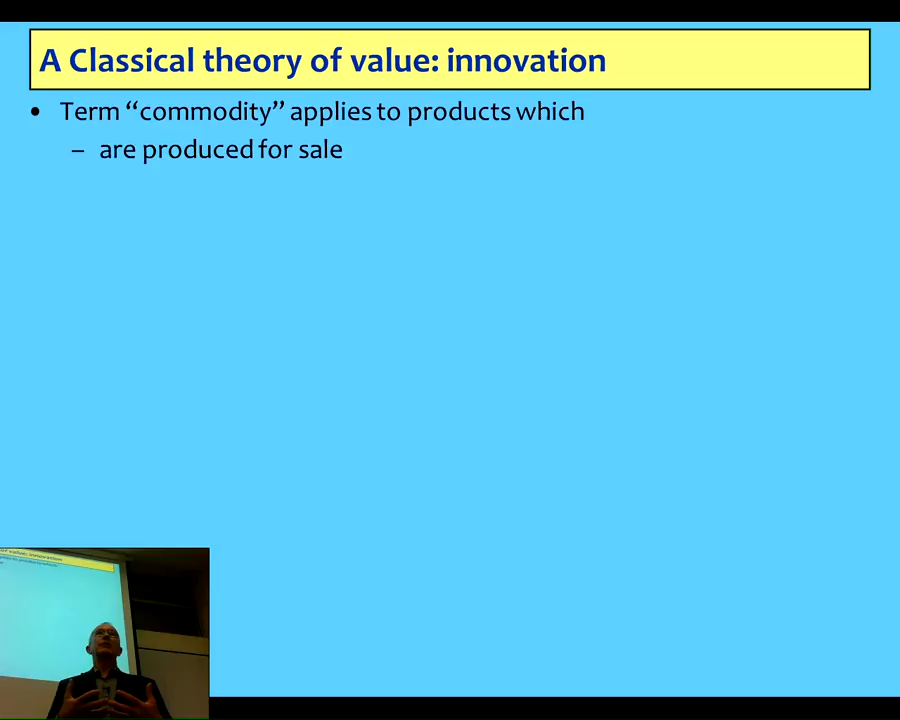 A Classical theory of value: innovation
• Term “commodity” applies to products which
– are produced for sale